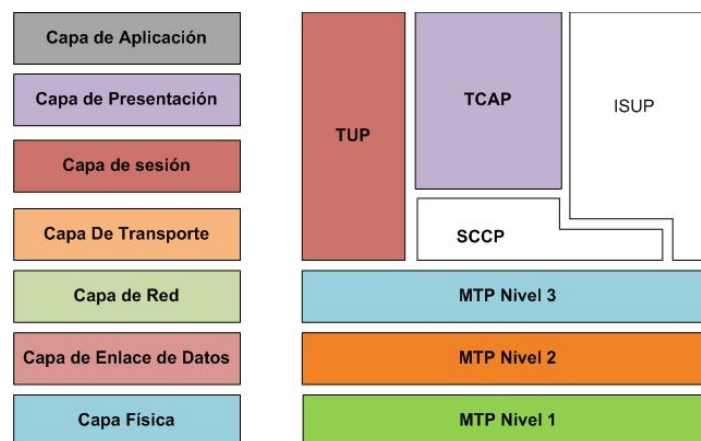 Capa de Aplicación
Capa de Presentación
Capa de sesión
Capa De Transporte
Capa de Red
Capa de Enlace de Datos
Capa Física
TUP
TCAP
ISUP
SCCP
MTP Nivel 3
MTP Nivel 2
MTP Nivel 1